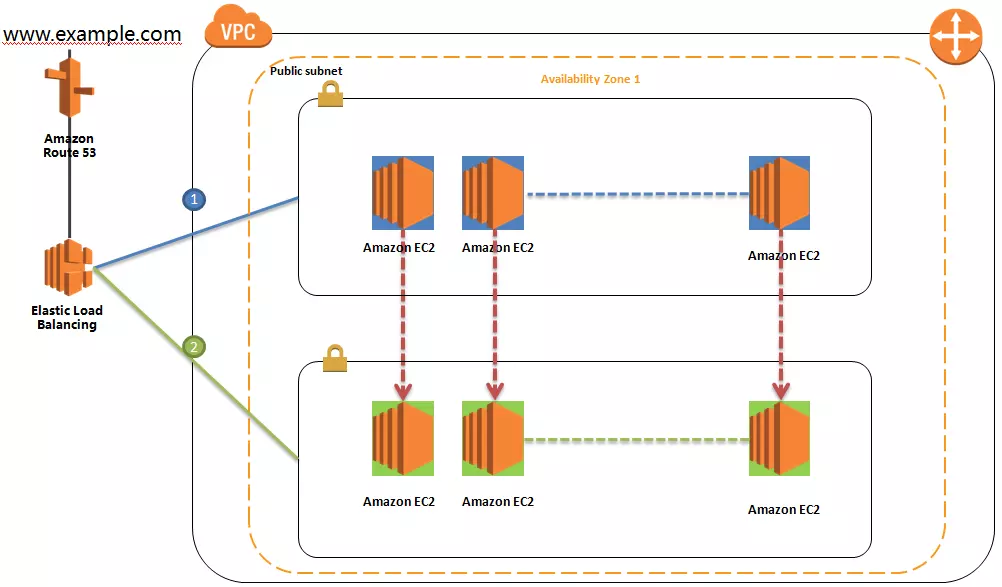 www.example.com
VPC
Public subnet
Availability Zone 1
Amazon
Route 53
1
Amazon EC2
Amazon EC2
Amazon EC2
Elastic Load
Balancing
2
Amazon EC2
Amazon EC2
Amazon EC2